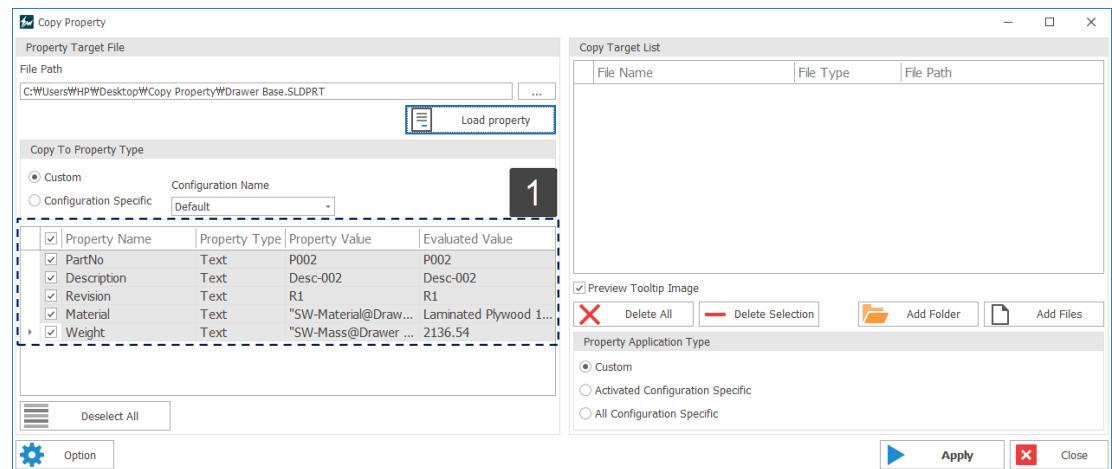 Copy Property
Property Target File
File Path
C:₩Users₩HP₩Desktop₩Copy Property₩Drawer Base.SLDPRT
...
Load property
Copy To Property Type
Custom
Configuration Specific
Configuration Name
Default
1
Property Name Property Type Property Value Evaluated Value
PartNo Text P002 P002
Description Text Desc-002 Desc-002
Revision Text R1 R1
Material Text "SW-Material@Draw... Laminated Plywood 1...
Weight Text "SW-Mass@Drawer ... 2136.54
Deselect All
Option
Copy Target List
File Name File Type File Path
Preview Tooltip Image
Delete All Delete Selection Add Folder Add Files
Property Application Type
Custom
Activated Configuration Specific
All Configuration Specific
Apply Close